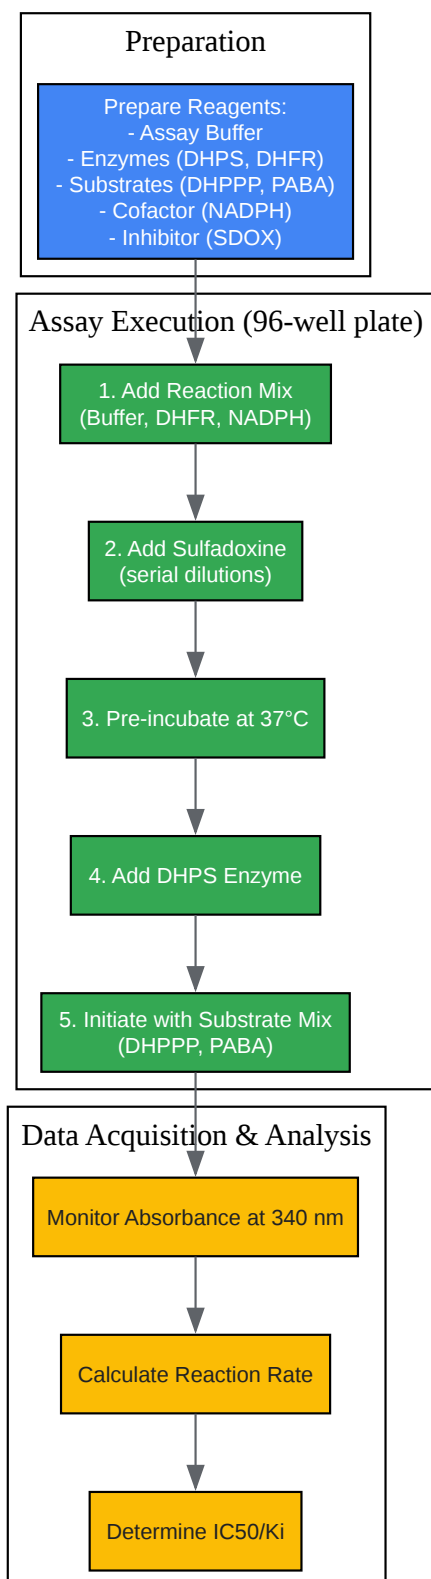 Preparation
Prepare Reagents:
- Assay Buffer
- Enzymes (DHPS, DHFR)
- Substrates (DHPPP, PABA)
- Cofactor (NADPH)
- Inhibitor (SDOX)
Assay Execution (96-well plate)
1. Add Reaction Mix
(Buffer, DHFR, NADPH)
2. Add Sulfadoxine
(serial dilutions)
3. Pre-incubate at 37°C
4. Add DHPS Enzyme
5. Initiate with Substrate Mix
(DHPPP, PABA)
Data Acquisition & Analysis
Monitor Absorbance at 340 nm
Calculate Reaction Rate
Determine IC50/Ki